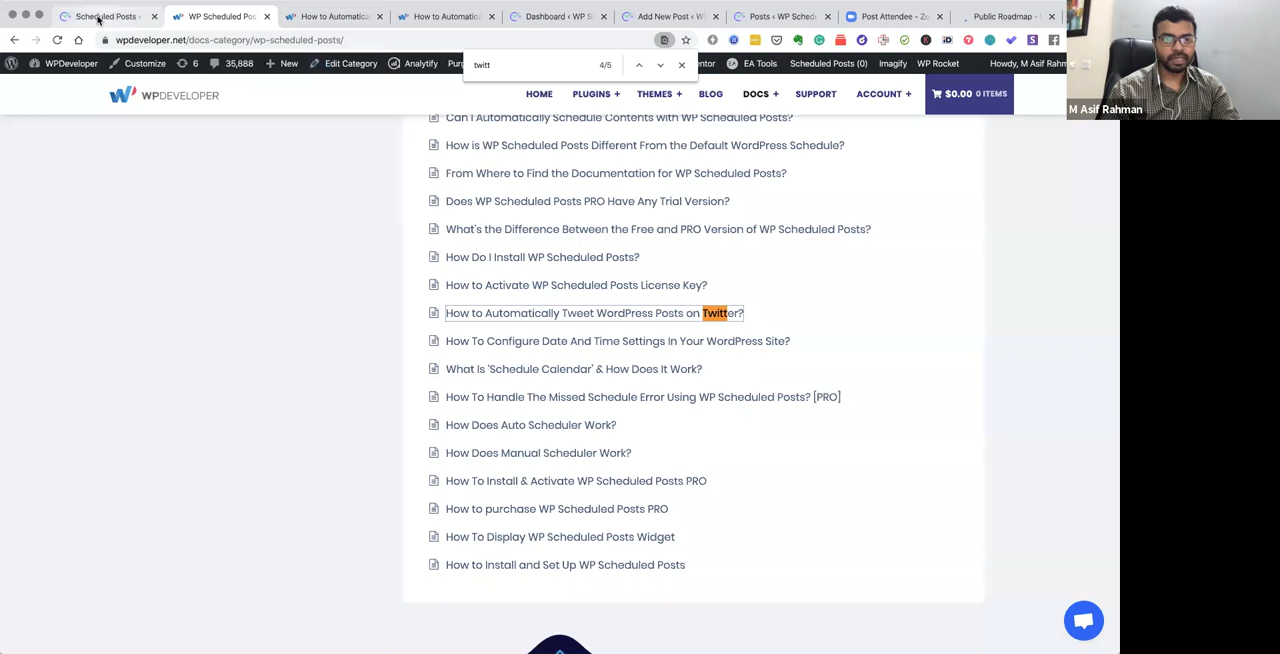 Scheduled Posts ‹
WP Scheduled Pos
How to Automatica
How to Automatica
Dashboard ‹ WP S
Add New Post ‹ W
Posts ‹ WP Sched
Post Attendee - Zo
Public Roadmap - W
wpdeveloper.net/docs-category/wp-scheduled-posts/
WPDeveloper
Customize
6
35,888
New
Edit Category
Analytify
Pur
ntor
EA Tools
Scheduled Posts (0)
Imagify
WP Rocket
Howdy, M Asif Rahm
twitt
4/5
WPDEVELOPER
HOME
PLUGINS +
THEMES +
BLOG
DOCS +
SUPPORT
ACCOUNT +
$0.00 0 ITEMS
M Asif Rahman
Can I Automatically Schedule Contents with WP Scheduled Posts?
How is WP Scheduled Posts Different From the Default WordPress Schedule?
From Where to Find the Documentation for WP Scheduled Posts?
Does WP Scheduled Posts PRO Have Any Trial Version?
What's the Difference Between the Free and PRO Version of WP Scheduled Posts?
How Do I Install WP Scheduled Posts?
How to Activate WP Scheduled Posts License Key?
How to Automatically Tweet WordPress Posts on Twitter?
How To Configure Date And Time Settings In Your WordPress Site?
What Is 'Schedule Calendar' & How Does It Work?
How To Handle The Missed Schedule Error Using WP Scheduled Posts? [PRO]
How Does Auto Scheduler Work?
How Does Manual Scheduler Work?
How To Install & Activate WP Scheduled Posts PRO
How to purchase WP Scheduled Posts PRO
How To Display WP Scheduled Posts Widget
How to Install and Set Up WP Scheduled Posts